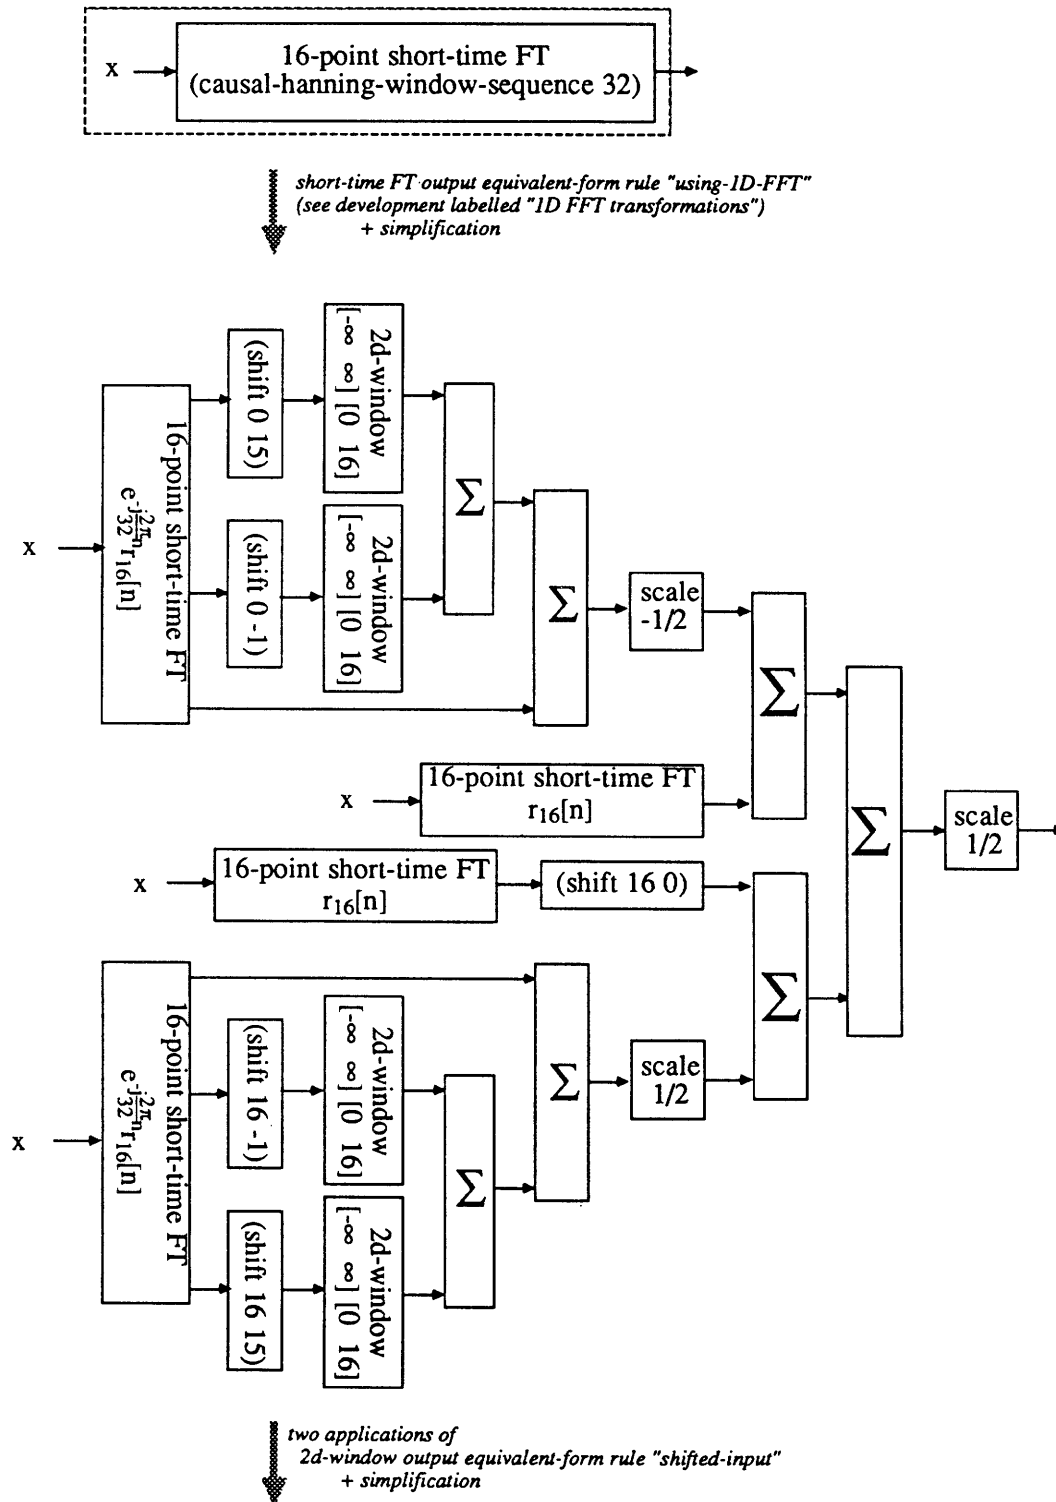 x
16-point short-time FT
(causal-hanning-window-sequence 32)
short-time FT output equivalent-form rule "using-1D-FFT"
(see development labelled "1D FFT transformations")
+ simplification
x
16-point short-time FT
e^{-j\frac{2π}{32}n} r₁₆[n]
(shift 0 15)
2d-window
[-∞ ∞] [0 16]
(shift 0 -1)
2d-window
[-∞ ∞] [0 16]
Σ
Σ
scale
-1/2
Σ
x
16-point short-time FT
r₁₆[n]
Σ
scale
1/2
x
16-point short-time FT
r₁₆[n]
(shift 16 0)
Σ
x
16-point short-time FT
e^{-j\frac{2π}{32}n} r₁₆[n]
(shift 16 -1)
2d-window
[-∞ ∞] [0 16]
(shift 16 15)
2d-window
[-∞ ∞] [0 16]
Σ
Σ
scale
1/2
two applications of
2d-window output equivalent-form rule "shifted-input"
+ simplification